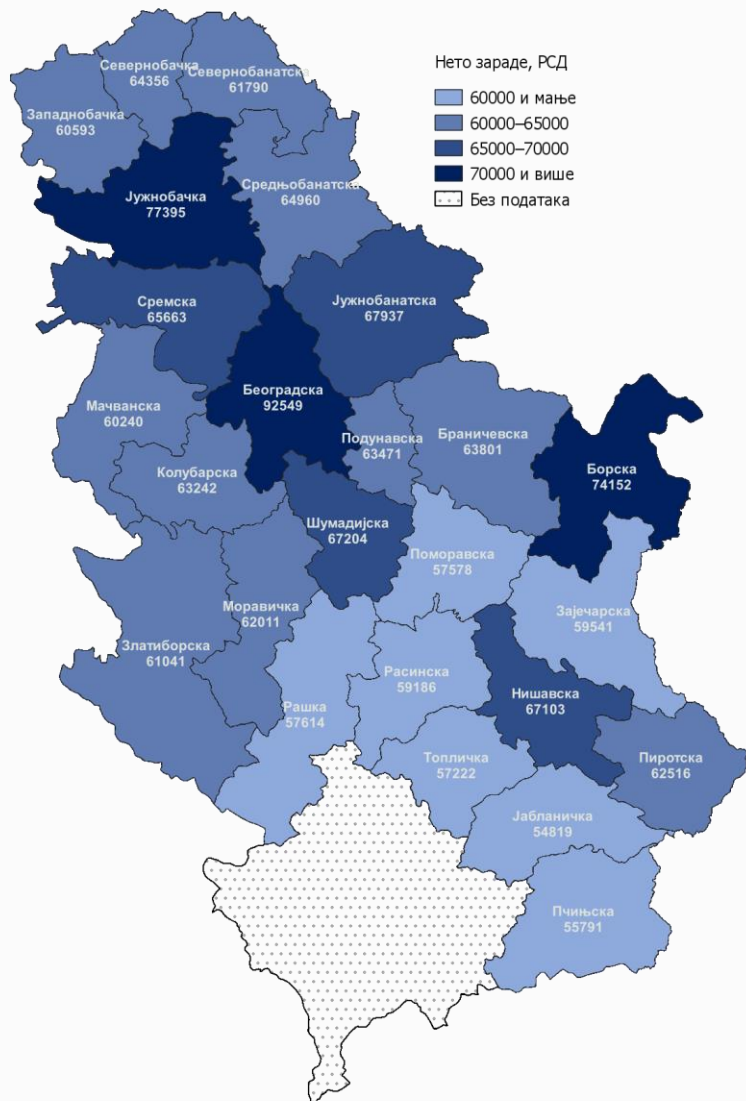 Нето зараде, РСД
60000 и мање
60000–65000
65000–70000
70000 и више
Без података
Севернобачка
64356
Севернобанатска
61790
Западнобачка
60593
Јужнобачка
77395
Средњобанатска
64960
Сремска
65663
Јужнобанатска
67937
Београдска
92549
Мачванска
60240
Подунавска
63471
Браничевска
63801
Колубарска
63242
Борска
74152
Шумадијска
67204
Поморавска
57578
Зајечарска
59541
Моравичка
62011
Златиборска
61041
Расинска
59186
Рашка
57614
Нишавска
67103
Топличка
57222
Пиротска
62516
Јабланичка
54819
Пчињска
55791